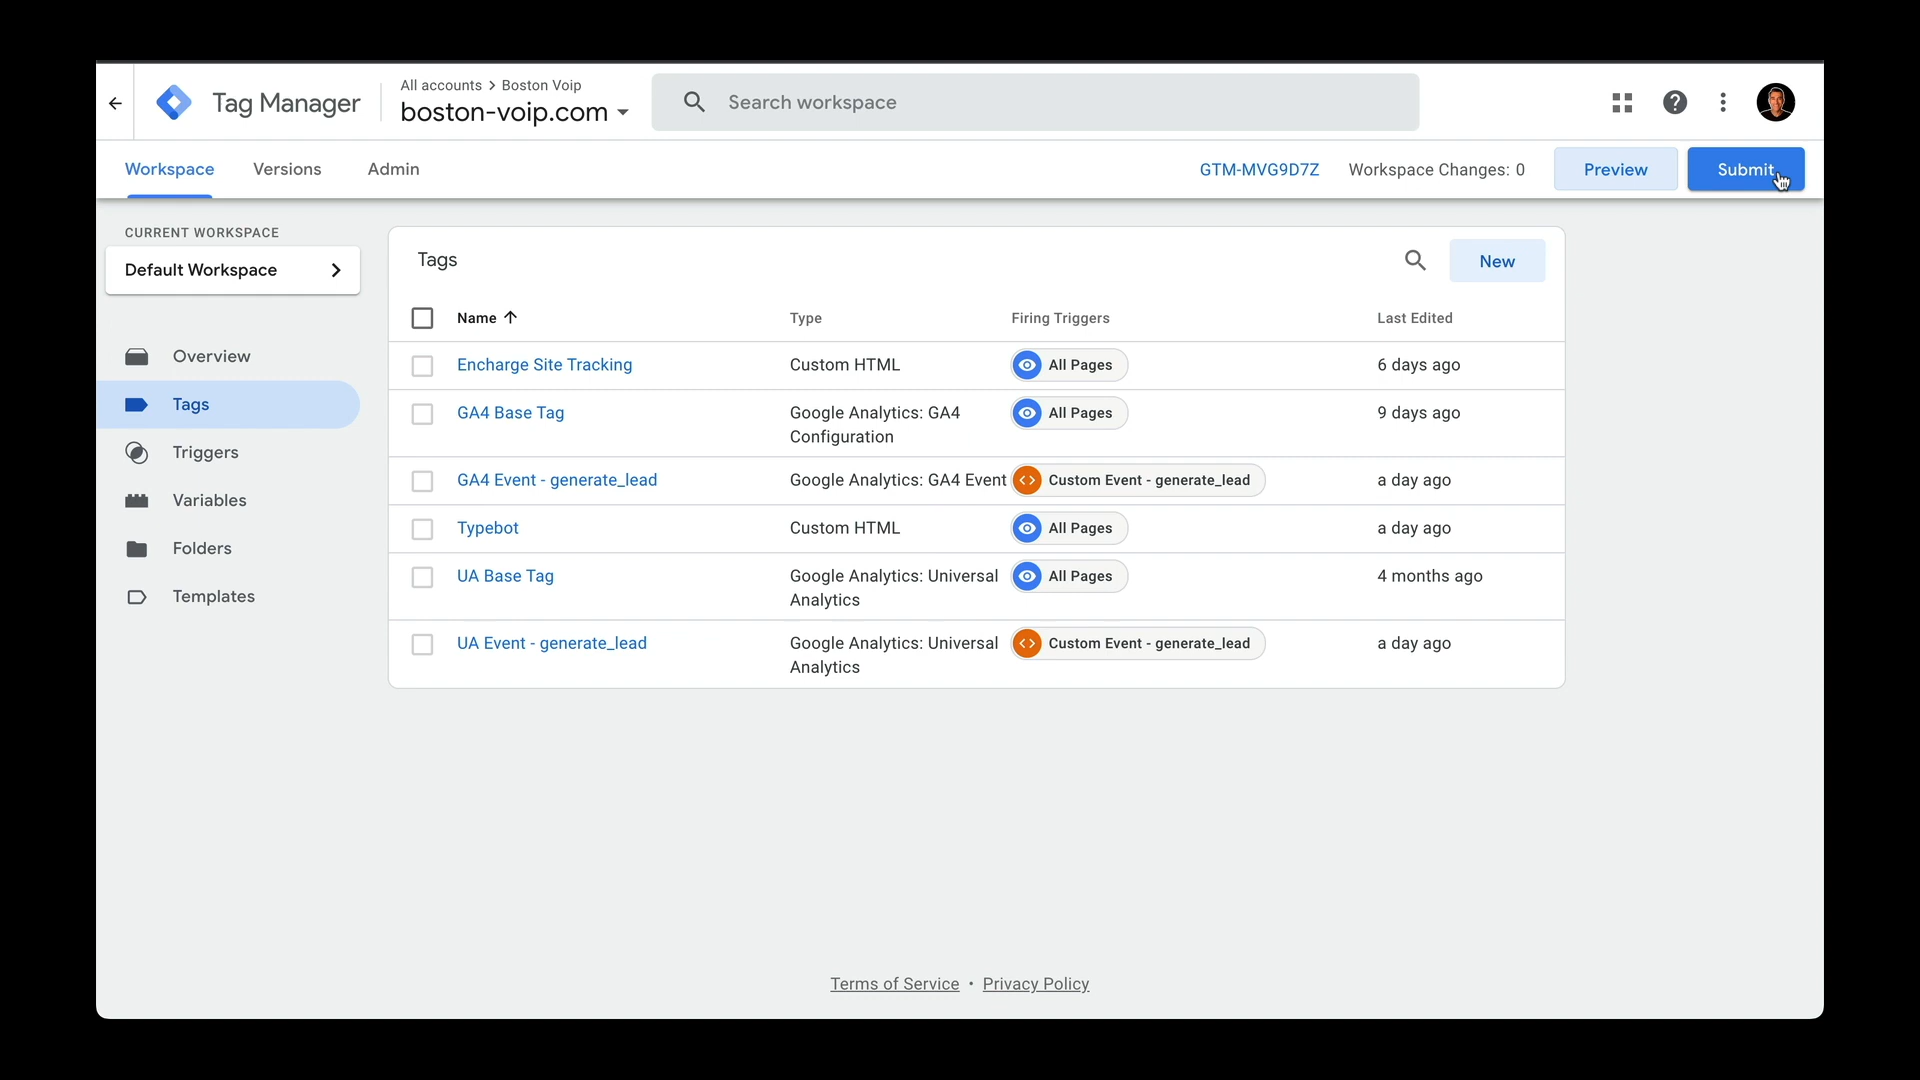 Tag Manager
All accounts > Boston Voip
boston-voip.com
Search workspace
Workspace
Versions
Admin
GTM-MVG9D7Z
Workspace Changes: 0
Preview
Submit
CURRENT WORKSPACE
Default Workspace
Overview
Tags
Triggers
Variables
Folders
Templates
Tags
New
Name
Type
Firing Triggers
Last Edited
Encharge Site Tracking
Custom HTML
All Pages
6 days ago
GA4 Base Tag
Google Analytics: GA4
Configuration
All Pages
9 days ago
GA4 Event - generate_lead
Google Analytics: GA4 Event
Custom Event - generate_lead
a day ago
Typebot
Custom HTML
All Pages
a day ago
UA Base Tag
Google Analytics: Universal
Analytics
All Pages
4 months ago
UA Event - generate_lead
Google Analytics: Universal
Analytics
Custom Event - generate_lead
a day ago
Terms of Service • Privacy Policy